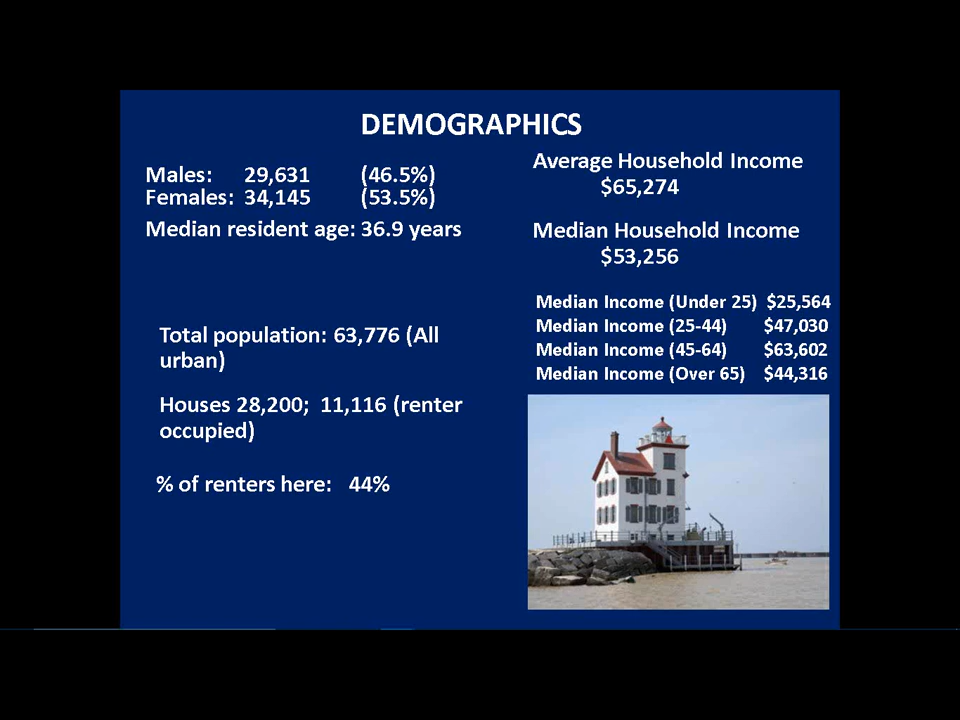 DEMOGRAPHICS
Males: 29,631 (46.5%)
Females: 34,145 (53.5%)
Median resident age: 36.9 years
Total population: 63,776 (All
urban)
Houses 28,200; 11,116 (renter
occupied)
% of renters here: 44%
Average Household Income
$65,274
Median Household Income
$53,256
Median Income (Under 25) $25,564
Median Income (25-44) $47,030
Median Income (45-64) $63,602
Median Income (Over 65) $44,316